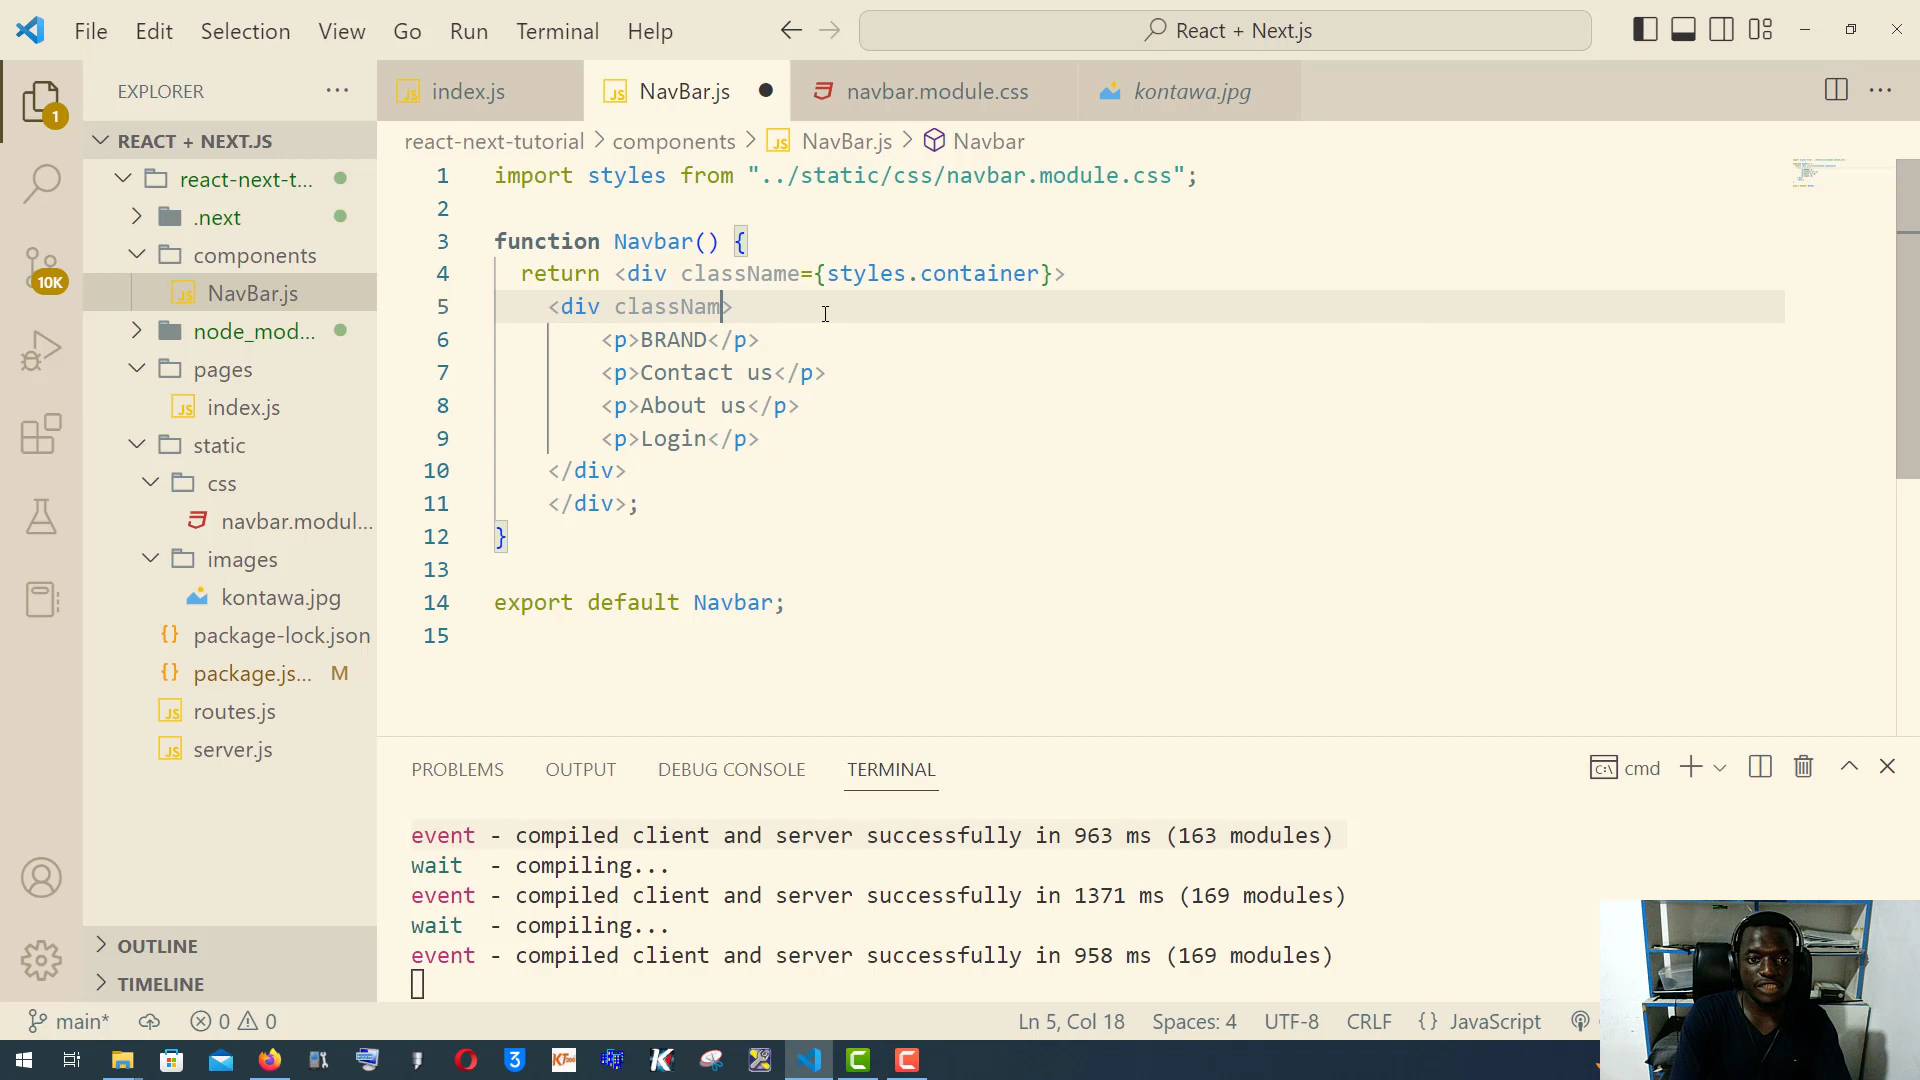 File Edit Selection View Go Run Terminal Help
React + Next.js
EXPLORER
index.js
NavBar.js
navbar.module.css
kontawa.jpg
1
REACT + NEXT.JS
react-next-tutorial > components > NavBar.js > Navbar
react-next-t...
.next
components
NavBar.js
10K
node_mod...
pages
index.js
static
css
navbar.modul...
images
kontawa.jpg
package-lock.json
package.js... M
routes.js
server.js
OUTLINE
TIMELINE
1 import styles from "../static/css/navbar.module.css";
2
3 function Navbar() {
4 return <div className={styles.container}>
5 <div classNam>
6 <p>BRAND</p>
7 <p>Contact us</p>
8 <p>About us</p>
9 <p>Login</p>
10 </div>
11 </div>;
12 }
13
14 export default Navbar;
15
PROBLEMS OUTPUT DEBUG CONSOLE TERMINAL
cmd
event - compiled client and server successfully in 963 ms (163 modules)
wait - compiling...
event - compiled client and server successfully in 1371 ms (169 modules)
wait - compiling...
event - compiled client and server successfully in 958 ms (169 modules)
main* 0 0
Ln 5, Col 18 Spaces: 4 UTF-8 CRLF {} JavaScript